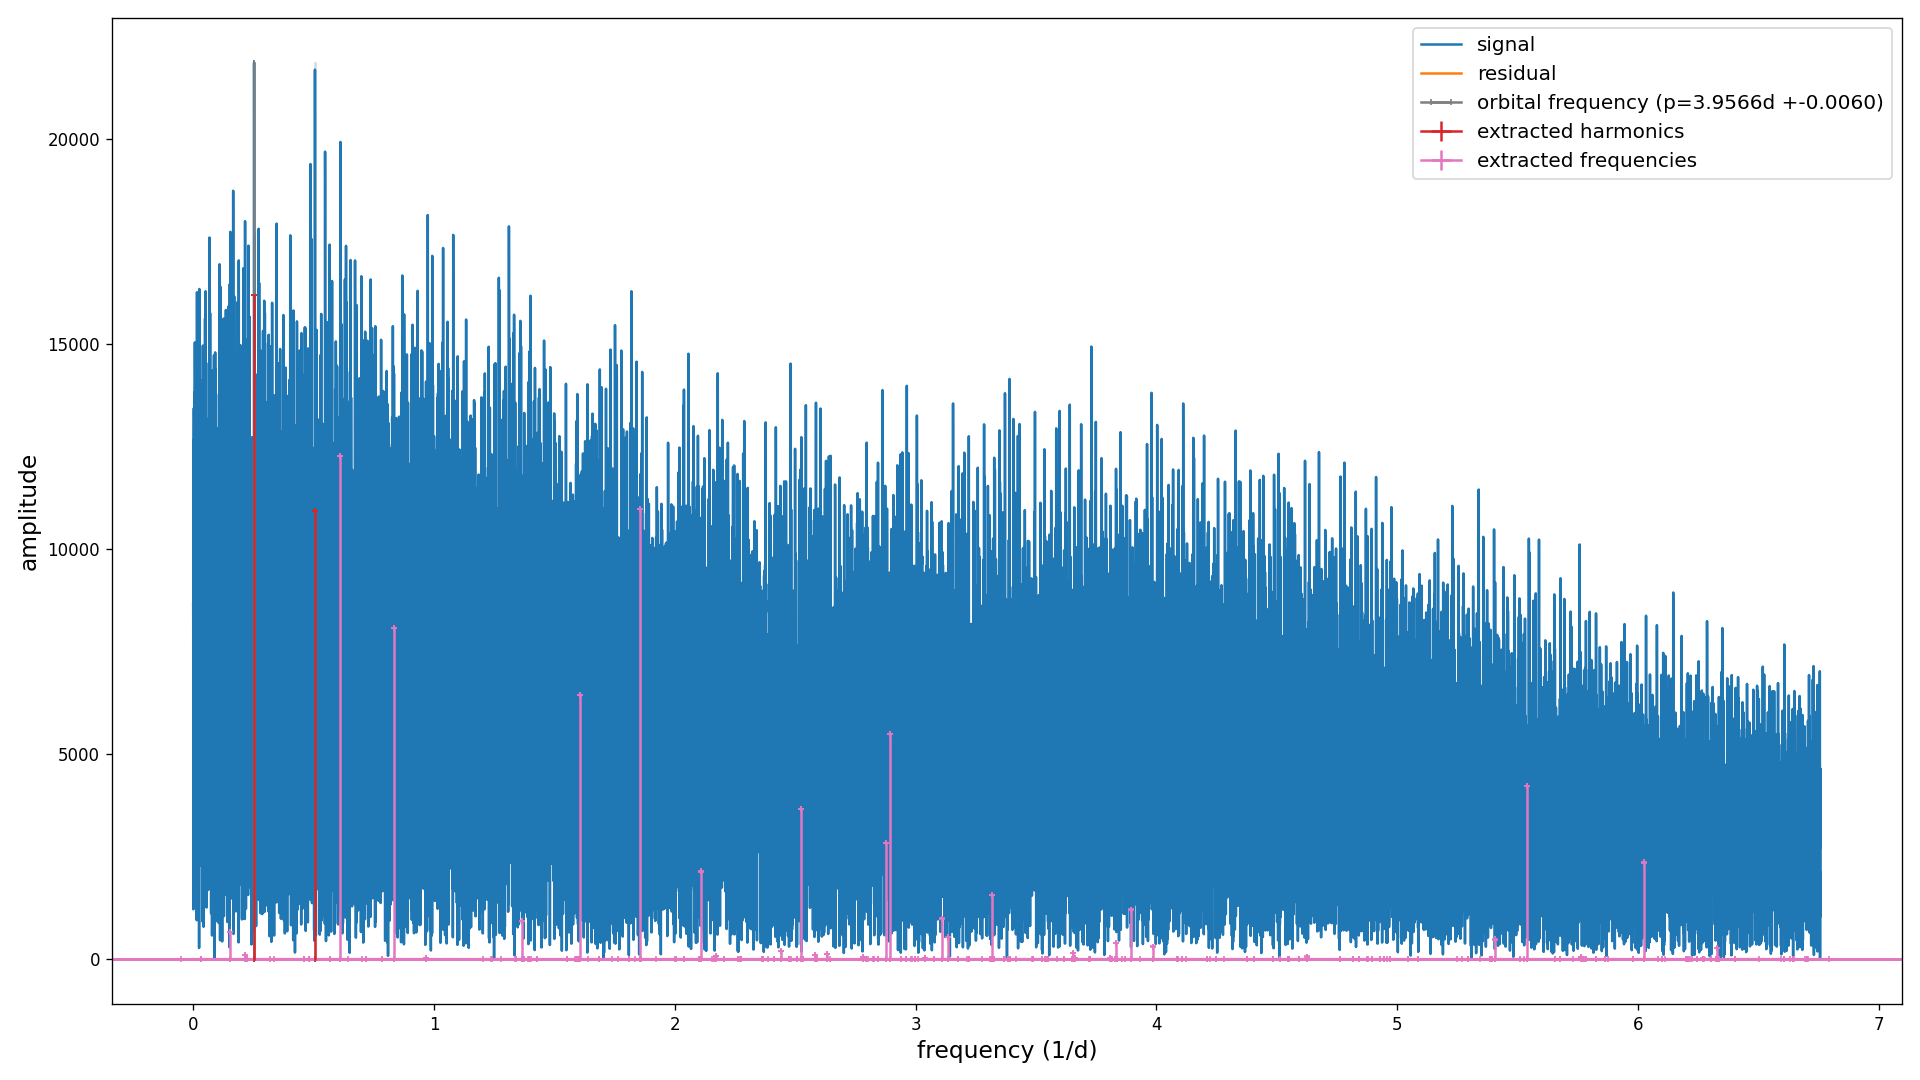 signal
residual
orbital frequency (p=3.9566d +-0.0060)
extracted harmonics
extracted frequencies
amplitude
20000
15000
10000
5000
0
0 1 2 3 4 5 6 7
frequency (1/d)